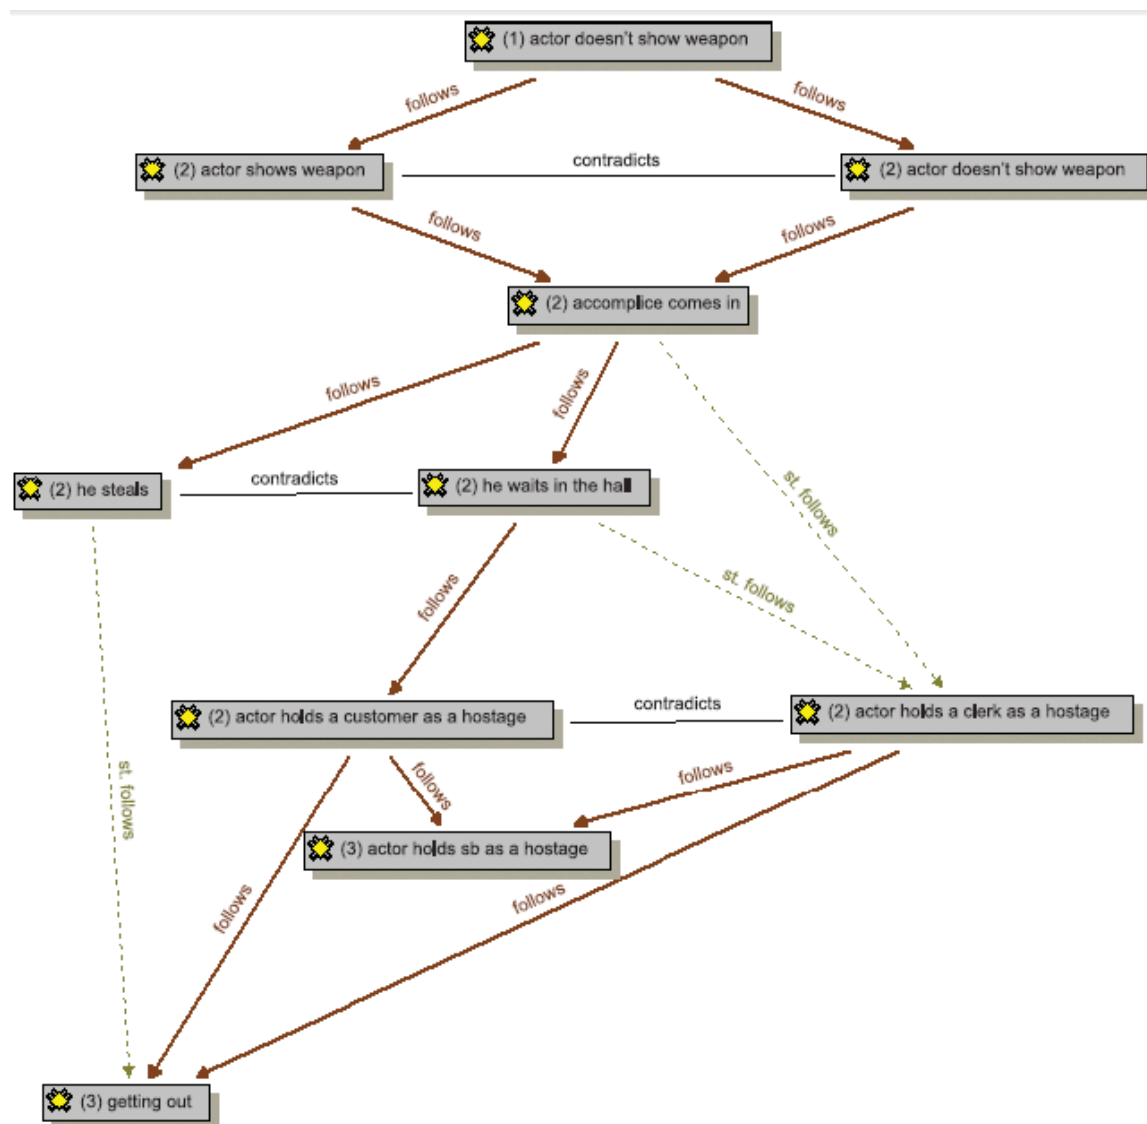 (1) actor doesn't show weapon
follows
follows
(2) actor shows weapon
contradicts
(2) actor doesn't show weapon
follows
follows
(2) accomplice comes in
follows
follows
st. follows
(2) he steals
contradicts
(2) he waits in the hall
follows
st. follows
(2) actor holds a customer as a hostage
contradicts
(2) actor holds a clerk as a hostage
st. follows
follows
follows
(3) actor holds sb as a hostage
follows
follows
(3) getting out